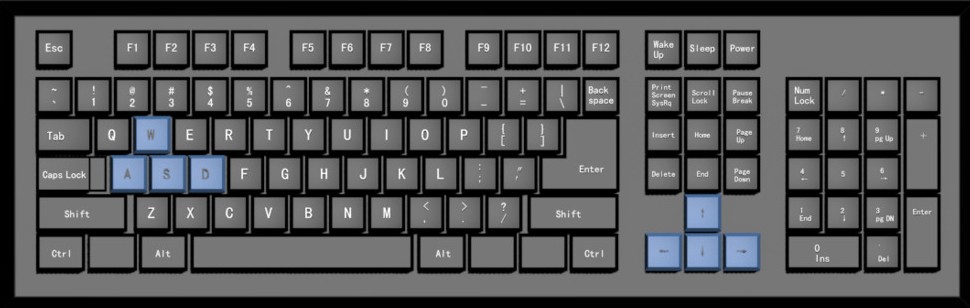 Esc F1 F2 F3 F4 F5 F6 F7 F8 F9 F10 F11 F12 Wake Up Sleep Power
~ ` ! 1 @ 2 # 3 $ 4 % 5 ^ 6 & 7 * 8 ( 9 ) 0 _ - + = | \ Back space Print Screen SysRq Scroll Lock Pause Break Num Lock / * -
Tab Q W E R T Y U I O P { [ } ] Insert Home Page Up 7 Home 8 ↑ 9 pg Up +
Caps Lock A S D F G H J K L : ; " ' Enter Delete End Page Down 4 ← 5 6 →
Shift Z X C V B N M < , > . ? / Shift ↑ 1 End 2 ↓ 3 pg DN Enter
Ctrl Alt Alt Ctrl ← ↓ → 0 Ins . Del